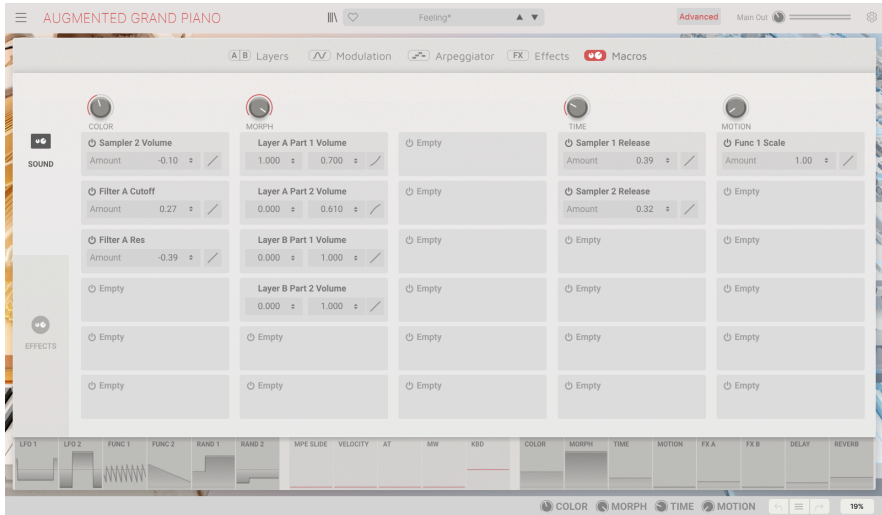 AUGMENTED GRAND PIANO Feeling* Advanced Main Out
A B Layers Modulation Arpeggiator FX Effects Macros
COLOR MORPH TIME MOTION
SOUND
Sampler 2 Volume Layer A Part 1 Volume Empty Sampler 1 Release Func 1 Scale
Amount -0.10 1.000 0.700 Amount 0.39 Amount 1.00
Filter A Cutoff Layer A Part 2 Volume Empty Sampler 2 Release Empty
Amount 0.27 0.000 0.610 Amount 0.32
Filter A Res Layer B Part 1 Volume Empty Empty Empty
Amount -0.39 0.000 1.000
Empty Layer B Part 2 Volume Empty Empty Empty
0.000 1.000
EFFECTS
Empty Empty Empty Empty Empty
Empty Empty Empty Empty Empty
LFO 1 LFO 2 FUNC 1 FUNC 2 RAND 1 RAND 2 MPE SLIDE VELOCITY AT MW KBD COLOR MORPH TIME MOTION FX A FX B DELAY REVERB
COLOR MORPH TIME MOTION 19%